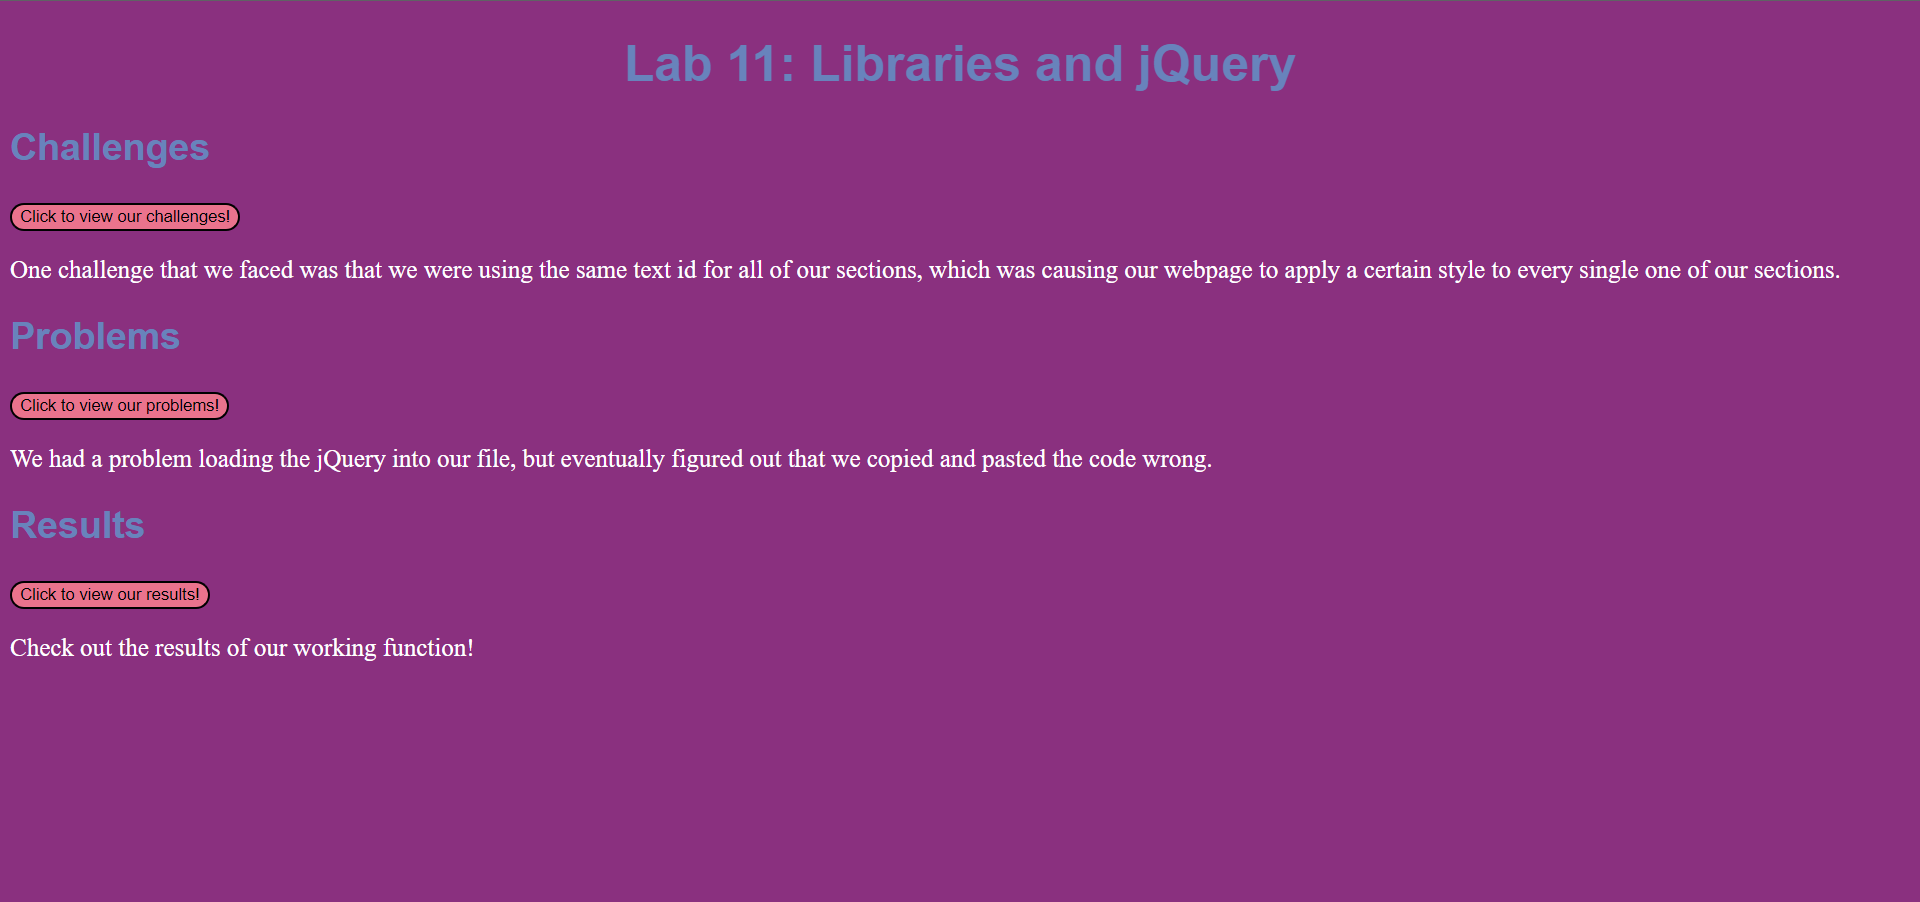 Lab 11: Libraries and jQuery
Challenges
Click to view our challenges!
One challenge that we faced was that we were using the same text id for all of our sections, which was causing our webpage to apply a certain style to every single one of our sections.
Problems
Click to view our problems!
We had a problem loading the jQuery into our file, but eventually figured out that we copied and pasted the code wrong.
Results
Click to view our results!
Check out the results of our working function!